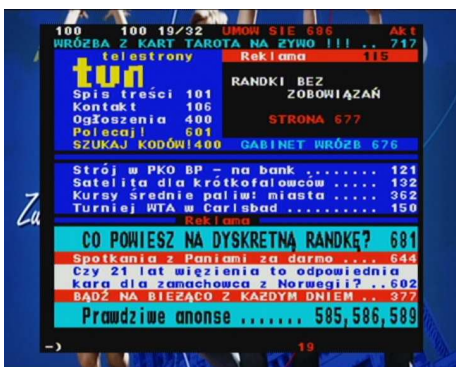 100 100 19/32 UMOW SIE 686 Akt
WRÓŻBA Z KART TAROTA NA ŻYWO !!! .. 717
telestrony
Reklama 1/5
tvn
RANDKI BEZ
ZOBOWIĄZAŃ
Spis treści 101
Kontakt 106
Ogłoszenia 400
STRONA 677
Polecaj! 601
SZUKAJ KODÓW!400 GABINET WRÓŻB 676
Strój w PKO BP – na bank ........ 121
Satelita dla krótkofalowców ..... 132
Kursy średnie paliw: miasta ..... 362
Turniej WTA w Carlsbad .......... 150
Reklama
CO POWIESZ NA DYSKRETNĄ RANDKĘ? 681
Spotkania z Paniami za darmo .... 644
Czy 21 lat więzienia to odpowiednia
kara dla zamachowca z Norwegii? ..602
BĄDŹ NA BIEŻĄCO Z KAŻDYM DNIEM .. 377
Prawdziwe anonse ....... 585,586,589
–) 19